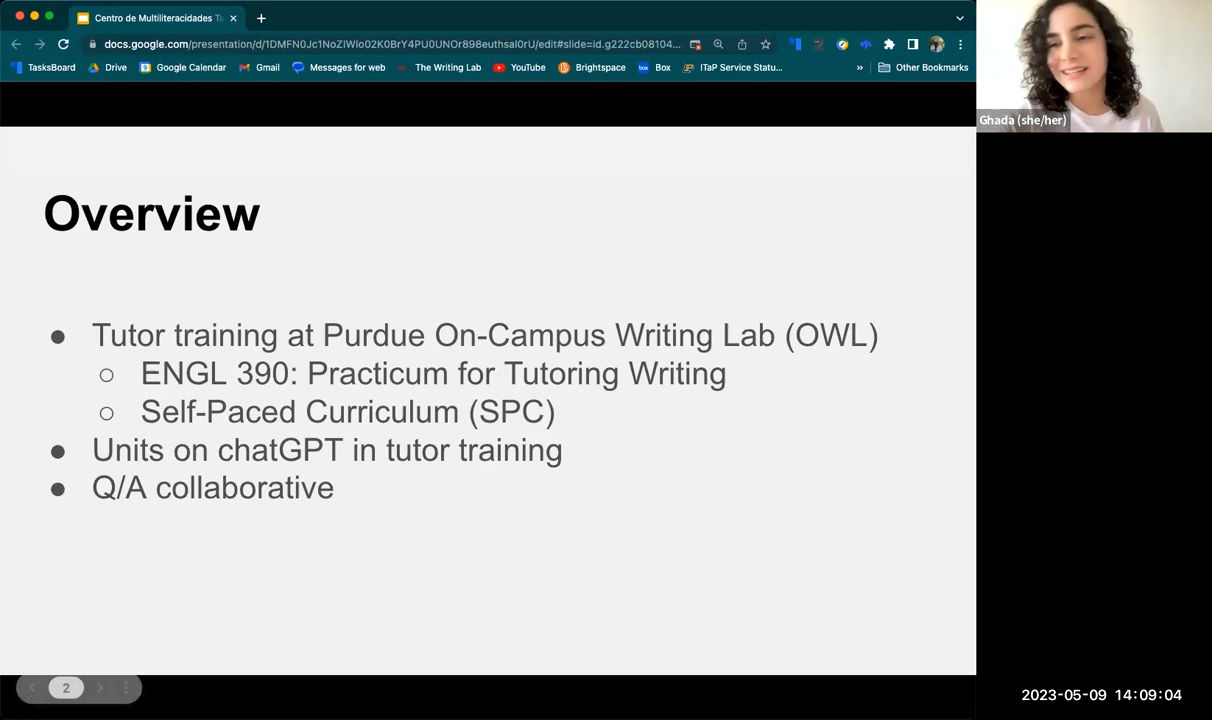 Centro de Multiliteracidades Ta
docs.google.com/presentation/d/1DMFN0Jc1NoZIWIo02K0BrY4PU0UNOr898euthsal0rU/edit#slide=id.g222cb08104...
TasksBoard Drive Google Calendar Gmail Messages for web The Writing Lab YouTube Brightspace Box ITaP Service Statu... » Other Bookmarks
Ghada (she/her)
Overview
● Tutor training at Purdue On-Campus Writing Lab (OWL)
○ ENGL 390: Practicum for Tutoring Writing
○ Self-Paced Curriculum (SPC)
● Units on chatGPT in tutor training
● Q/A collaborative
2
2023-05-09 14:09:04